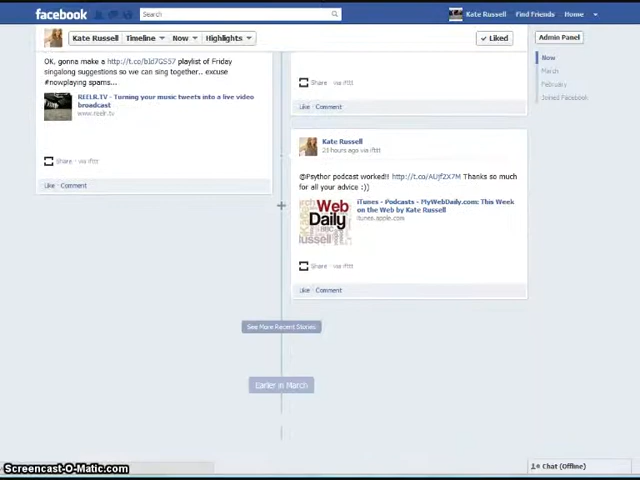 facebook
Search
Kate Russell
Find Friends
Home
Kate Russell
Timeline
Now
Highlights
Liked
Admin Panel
Now
March
February
Joined Facebook
OK, gonna make a playlist of Friday
singalong suggestions so we can sing together.. excuse
#nowplaying spams...
REELR.TV - Turning your music tweets into a live video
broadcast
www.reelr.tv
Share · via ifttt
Like · Comment
Share · via ifttt
Like · Comment
Kate Russell
21 hours ago via ifttt
@Psython podcast worked!! http://t.co/AUjf2X7M Thanks so much
for all your advice :))
Web
Daily
BBC
Russell
iTunes - Podcasts - MyWebDaily.com: This Week
on the Web by Kate Russell
itunes.apple.com
Share · via ifttt
Like · Comment
See More Recent Stories
Earlier in March
Screencast-O-Matic.com
Chat (Offline)